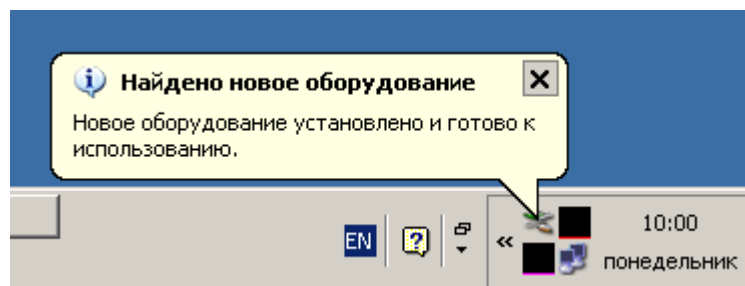 Найдено новое оборудование
Новое оборудование установлено и готово к
использованию.
EN
10:00
понедельник